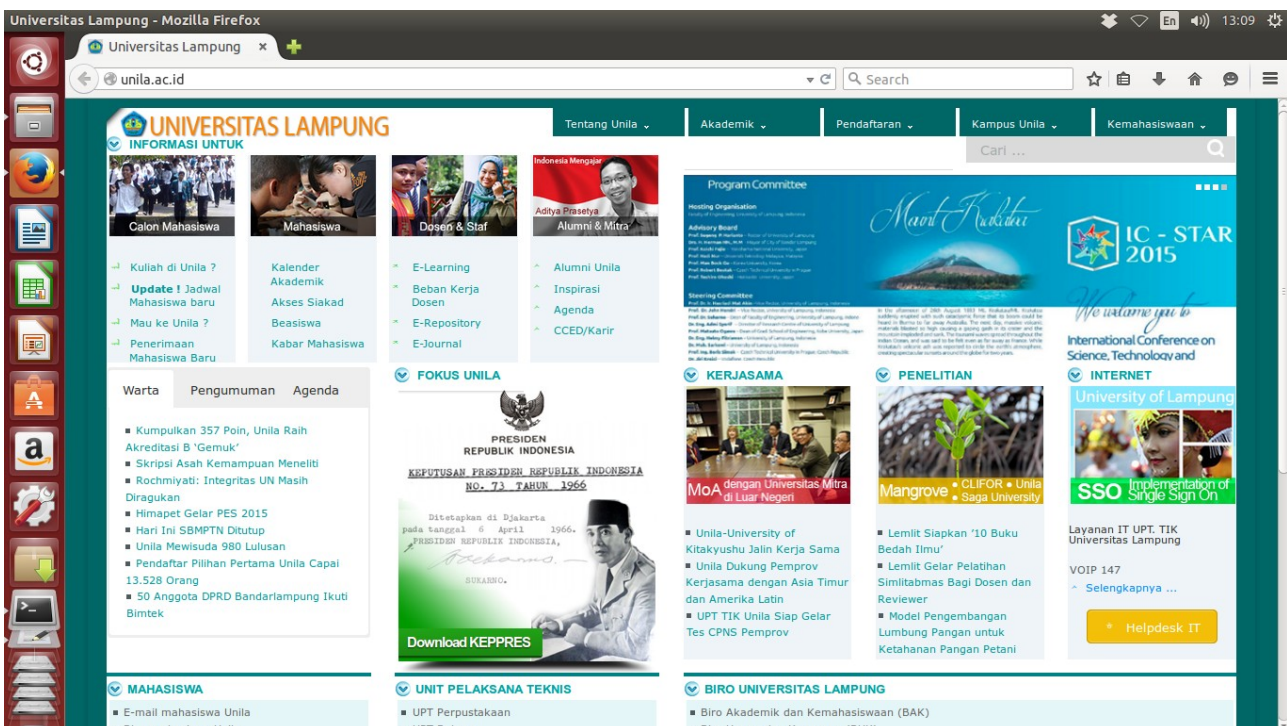 Universitas Lampung - Mozilla Firefox
En
13:09
Universitas Lampung
unila.ac.id
Search
UNIVERSITAS LAMPUNG
Tentang Unila
Akademik
Pendaftaran
Kampus Unila
Kemahasiswaan
Cari ...
INFORMASI UNTUK
Calon Mahasiswa
Mahasiswa
Dosen & Staf
Indonesia Mengajar
Aditya Prasetya
Alumni & Mitra
Kuliah di Unila ?
Update ! Jadwal
Mahasiswa baru
Mau ke Unila ?
Penerimaan
Mahasiswa Baru
Kalender
Akademik
Akses Siakad
Beasiswa
Kabar Mahasiswa
E-Learning
Beban Kerja
Dosen
E-Repository
E-Journal
Alumni Unila
Inspirasi
Agenda
CCED/Karir
Program Committee
Hosting Organisation
Advisory Board
Steering Committee
IC - STAR
2015
We welcome you to
International Conference on
Science, Technology and
Warta
Pengumuman
Agenda
Kumpulkan 357 Poin, Unila Raih
Akreditasi B ‘Gemuk’
Skripsi Asah Kemampuan Meneliti
Rochmiyati: Integritas UN Masih
Diragukan
Himapet Gelar PES 2015
Hari Ini SBMPTN Ditutup
Unila Mewisuda 980 Lulusan
Pendaftar Pilihan Pertama Unila Capai
13.528 Orang
50 Anggota DPRD Bandarlampung Ikuti
Bimtek
FOKUS UNILA
PRESIDEN
REPUBLIK INDONESIA
KEPUTUSAN PRESIDEN REPUBLIK INDONESIA
NO. 73 TAHUN 1966
Ditetapkan di Djakarta
pada tanggal 6 April 1966.
PRESIDEN REPUBLIK INDONESIA,
SUKARNO.
Download KEPPRES
KERJASAMA
MoA dengan Universitas Mitra
di Luar Negeri
Unila-University of
Kitakyushu Jalin Kerja Sama
Unila Dukung Pemprov
Kerjasama dengan Asia Timur
dan Amerika Latin
UPT TIK Unila Siap Gelar
Tes CPNS Pemprov
PENELITIAN
Mangrove • CLIFOR • Unila
• Saga University
Lemlit Siapkan ’10 Buku
Bedah Ilmu’
Lemlit Gelar Pelatihan
Simlitabmas Bagi Dosen dan
Reviewer
Model Pengembangan
Lumbung Pangan untuk
Ketahanan Pangan Petani
INTERNET
University of Lampung
SSO Implementation of
Single Sign On
Layanan IT UPT. TIK
Universitas Lampung
VOIP 147
Selengkapnya ...
Helpdesk IT
MAHASISWA
E-mail mahasiswa Unila
UNIT PELAKSANA TEKNIS
UPT Perpustakaan
BIRO UNIVERSITAS LAMPUNG
Biro Akademik dan Kemahasiswaan (BAK)